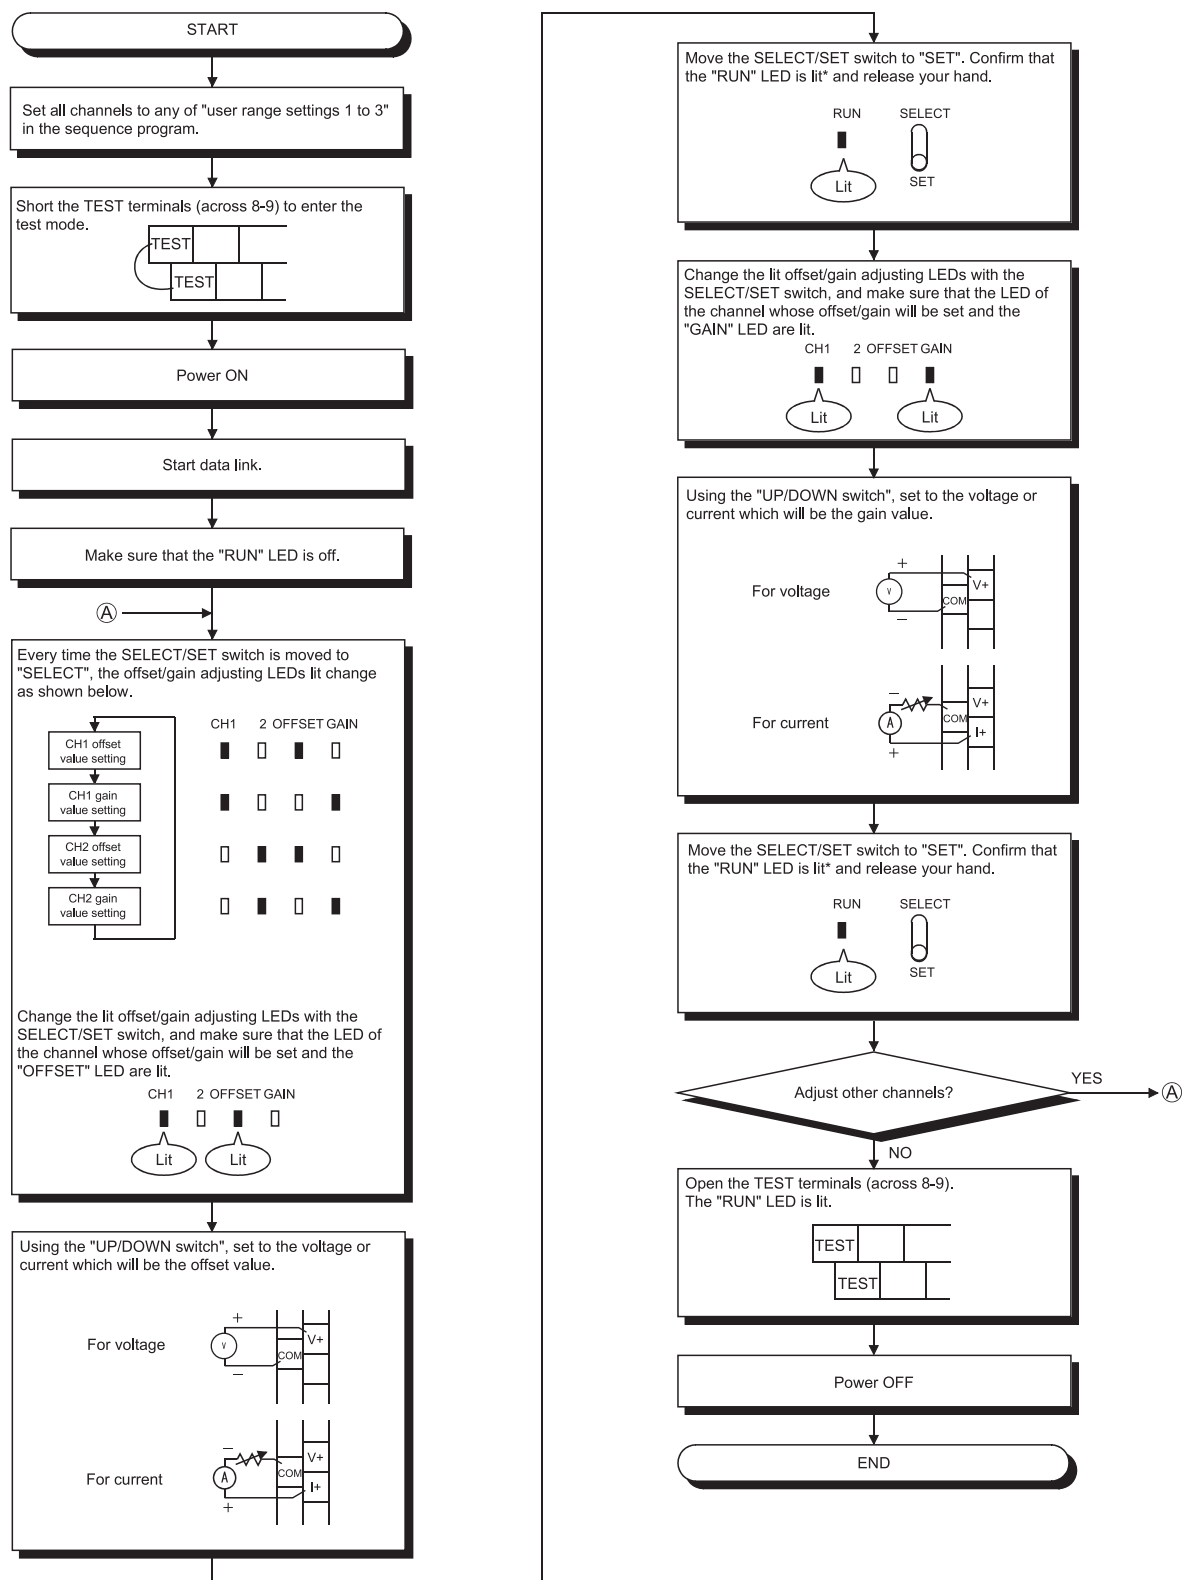 START
Set all channels to any of "user range settings 1 to 3"
in the sequence program.
Short the TEST terminals (across 8-9) to enter the
test mode.
TEST
TEST
Power ON
Start data link.
Make sure that the "RUN" LED is off.
A
Every time the SELECT/SET switch is moved to
"SELECT", the offset/gain adjusting LEDs lit change
as shown below.
CH1 2 OFFSET GAIN
CH1 offset
value setting
CH1 gain
value setting
CH2 offset
value setting
CH2 gain
value setting
Change the lit offset/gain adjusting LEDs with the
SELECT/SET switch, and make sure that the LED of
the channel whose offset/gain will be set and the
"OFFSET" LED are lit.
CH1 2 OFFSET GAIN
Lit Lit
Using the "UP/DOWN switch", set to the voltage or
current which will be the offset value.
For voltage
+
V
−
COM
V+
For current
−
A
+
COM
V+
I+
Move the SELECT/SET switch to "SET". Confirm that
the "RUN" LED is lit* and release your hand.
RUN SELECT
Lit
SET
Change the lit offset/gain adjusting LEDs with the
SELECT/SET switch, and make sure that the LED of
the channel whose offset/gain will be set and the
"GAIN" LED are lit.
CH1 2 OFFSET GAIN
Lit Lit
Using the "UP/DOWN switch", set to the voltage or
current which will be the gain value.
For voltage
+
V
−
COM
V+
For current
−
A
+
COM
V+
I+
Move the SELECT/SET switch to "SET". Confirm that
the "RUN" LED is lit* and release your hand.
RUN SELECT
Lit
SET
Adjust other channels?
YES
A
NO
Open the TEST terminals (across 8-9).
The "RUN" LED is lit.
TEST
TEST
Power OFF
END